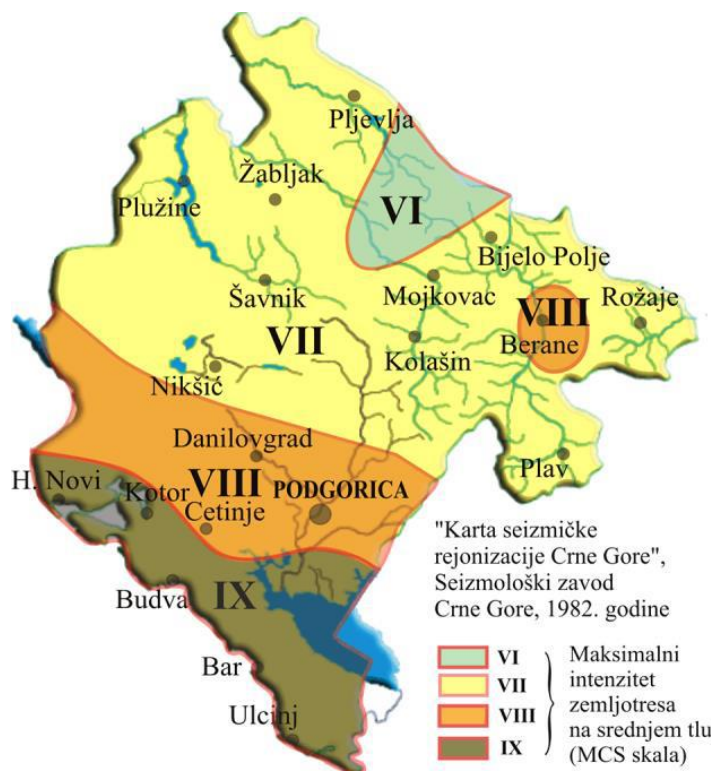 Pljevlja
Žabljak
Plužine
VI
Bijelo Polje
Šavnik
Mojkovac
VIII
Rožaje
VII
Berane
Kolašin
Nikšić
Danilovgrad
Plav
H. Novi
VIII
PODGORICA
Kotor
Cetinje
"Karta seizmičke
rejonizacije Crne Gore",
Seizmološki zavod
Crne Gore, 1982. godine
Budva
IX
Bar
Ulcinj
VI
VII
VIII
IX
Maksimalni
intenzitet
zemljotresa
na srednjem tlu
(MCS skala)